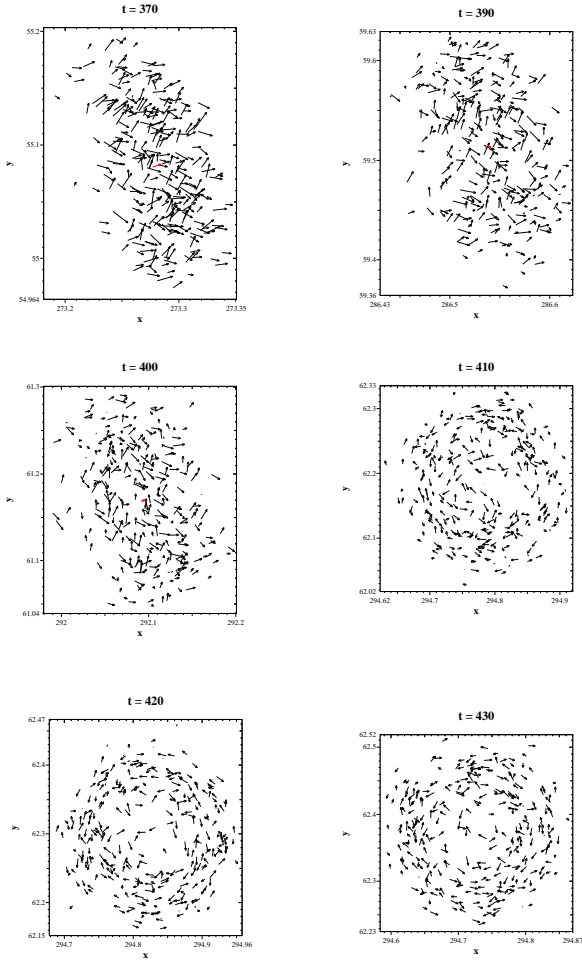 t = 370
55.2
55.1
y
55
54.964
273.2
273.3
273.35
x
t = 390
59.63
59.6
59.5
y
59.4
59.36
286.43
286.5
286.6
x
t = 400
61.3
61.2
y
61.1
61.04
292
292.1
292.2
x
t = 410
62.33
62.3
62.2
y
62.1
62.02
294.62
294.7
294.8
294.9
x
t = 420
62.47
62.4
y
62.3
62.2
62.15
294.7
294.8
294.9
294.96
x
t = 430
62.52
62.5
62.4
y
62.3
62.23
294.6
294.7
294.8
294.87
x